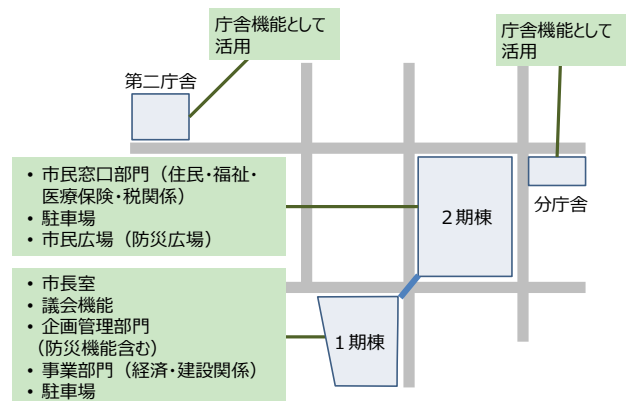 庁舎機能として
活用
庁舎機能として
活用
第二庁舎
• 市民窓口部門（住民・福祉・
医療保険・税関係）
• 駐車場
• 市民広場（防災広場）
2期棟
分庁舎
• 市長室
• 議会機能
• 企画管理部門
（防災機能含む）
• 事業部門（経済・建設関係）
• 駐車場
1期棟